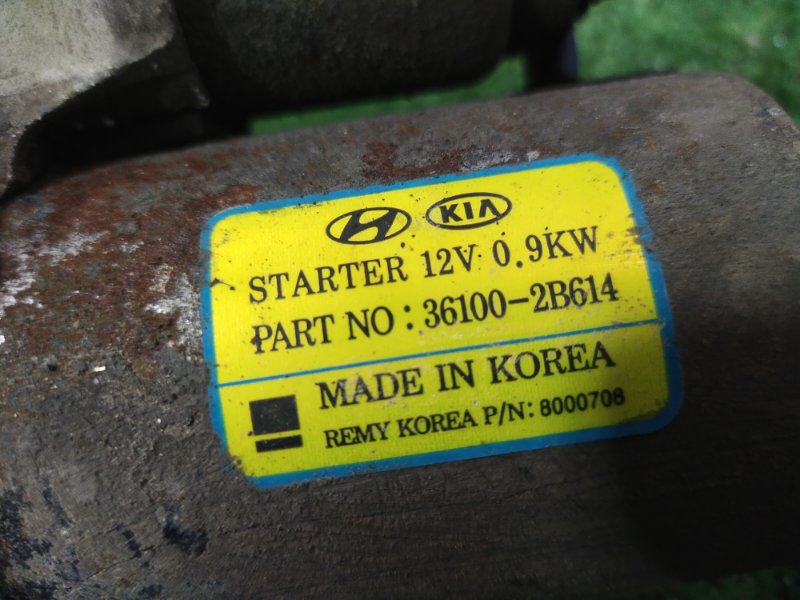 KIA
STARTER 12V 0.9KW
PART NO : 36100-2B614
MADE IN KOREA
REMY KOREA P/N: 8000708